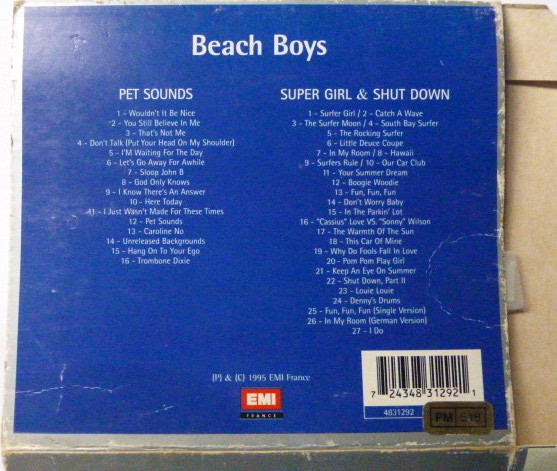 Beach Boys
PET SOUNDS
1 - Wouldn't It Be Nice
2 - You Still Believe In Me
3 - That's Not Me
4 - Don't Talk (Put Your Head On My Shoulder)
5 - I'M Waiting For The Day
6 - Let's Go Away For Awhile
7 - Sloop John B
8 - God Only Knows
9 - I Know There's An Answer
10 - Here Today
11 - I Just Wasn't Made For These Times
12 - Pet Sounds
13 - Caroline No
14 - Unreleased Backgrounds
15 - Hang On To Your Ego
16 - Trombone Dixie
SUPER GIRL & SHUT DOWN
1 - Surfer Girl / 2 - Catch A Wave
3 - The Surfer Moon / 4 - South Bay Surfer
5 - The Rocking Surfer
6 - Little Deuce Coupe
7 - In My Room / 8 - Hawaii
9 - Surfers Rule / 10 - Our Car Club
11 - Your Summer Dream
12 - Boogie Woodie
13 - Fun, Fun, Fun
14 - Don't Worry Baby
15 - In The Parkin' Lot
16 - "Cassius" Love VS. "Sonny" Wilson
17 - The Warmth Of The Sun
18 - This Car Of Mine
19 - Why Do Fools Fall In Love
20 - Pom Pom Play Girl
21 - Keep An Eye On Summer
22 - Shut Down, Part II
23 - Louie Louie
24 - Denny's Drums
25 - Fun, Fun, Fun (Single Version)
26 - In My Room (German Version)
27 - I Do
(P) & (C) 1995 EMI France
EMI
FRANCE
7 24348 31292 1
4831292
PM 518